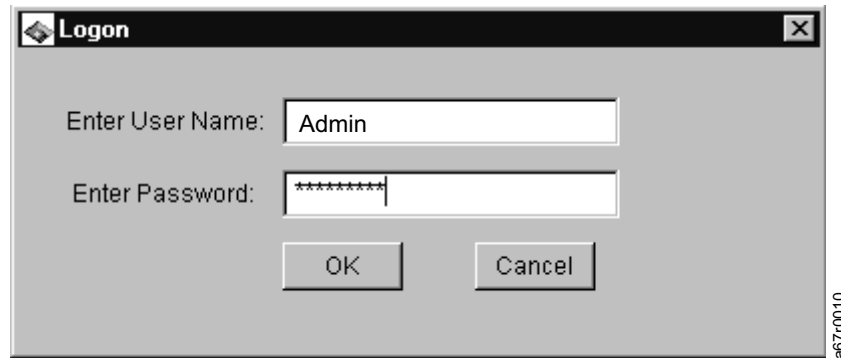 Logon
Enter User Name: Admin
Enter Password: *********
OK Cancel
a67r0010